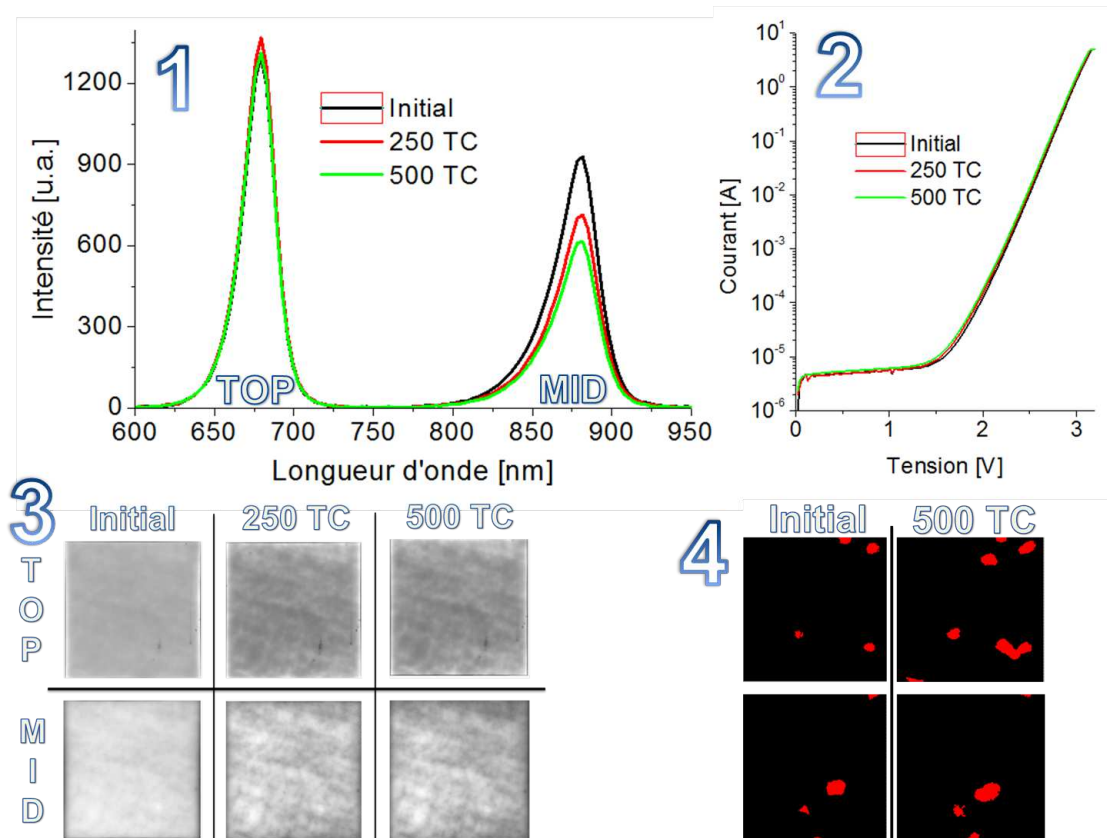 1
1200
900
600
300
0
Intensité [u.a.]
Initial
250 TC
500 TC
TOP
MID
600 650 700 750 800 850 900 950
Longueur d'onde [nm]
2
10¹
10⁰
10⁻¹
10⁻²
10⁻³
10⁻⁴
10⁻⁵
10⁻⁶
Courant [A]
Initial
250 TC
500 TC
0 1 2 3
Tension [V]
3
Initial 250 TC 500 TC
TOP
MID
4
Initial 500 TC